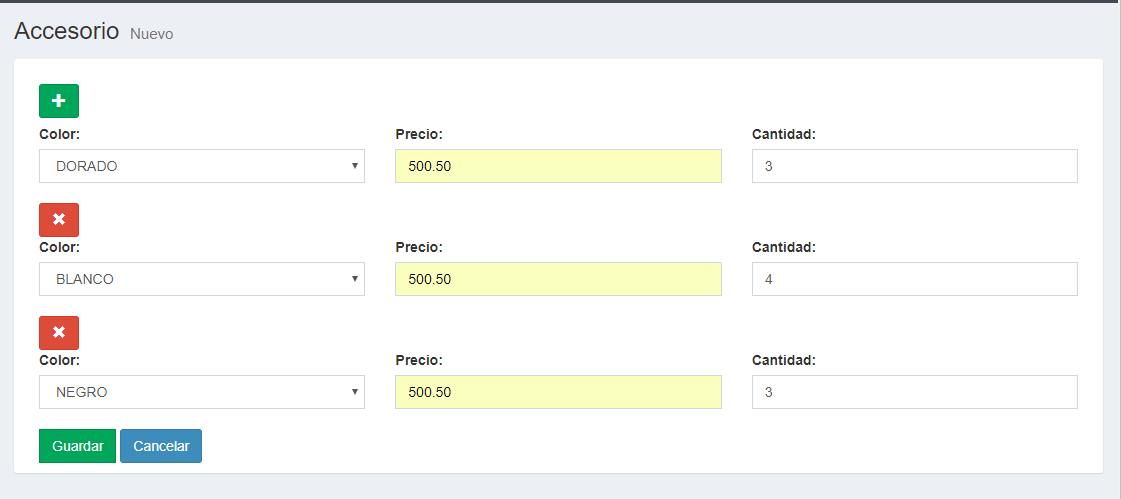 Accesorio Nuevo
Color: Precio: Cantidad:
DORADO 500.50 3
Color: Precio: Cantidad:
BLANCO 500.50 4
Color: Precio: Cantidad:
NEGRO 500.50 3
Guardar Cancelar